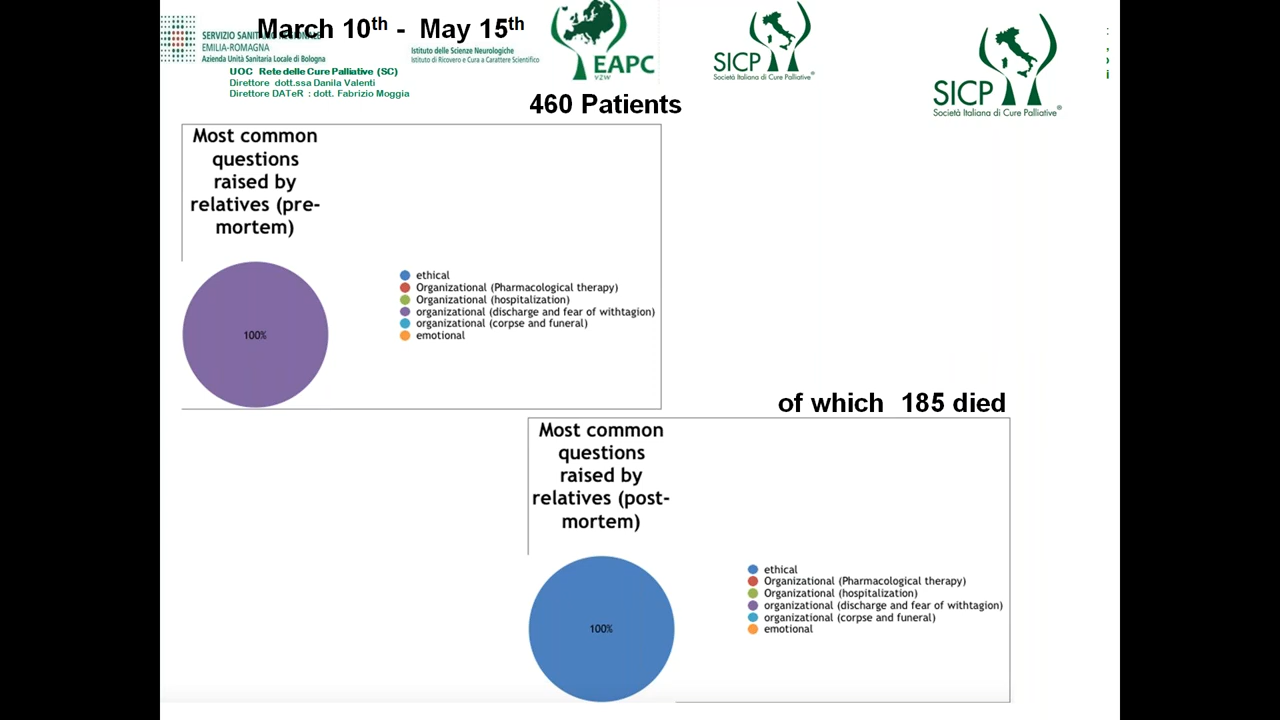 March 10th - May 15th
SERVIZIO SANITARIO REGIONALE
EMILIA-ROMAGNA
Azienda Unità Sanitaria Locale di Bologna
Istituto delle Scienze Neurologiche
Istituto di Ricovero e Cura a Carattere Scientifico
UOC Rete delle Cure Palliative (SC)
Direttore dott.ssa Danila Valenti
Direttore DATeR : dott. Fabrizio Moggia
EAPC
VZW
SICP
Società Italiana di Cure Palliative®
SICP
Società Italiana di Cure Palliative®
460 Patients
Most common
questions
raised by
relatives (pre-
mortem)
100%
ethical
Organizational (Pharmacological therapy)
Organizational (hospitalization)
organizational (discharge and fear of withtagion)
organizational (corpse and funeral)
emotional
of which 185 died
Most common
questions
raised by
relatives (post-
mortem)
100%
ethical
Organizational (Pharmacological therapy)
Organizational (hospitalization)
organizational (discharge and fear of withtagion)
organizational (corpse and funeral)
emotional